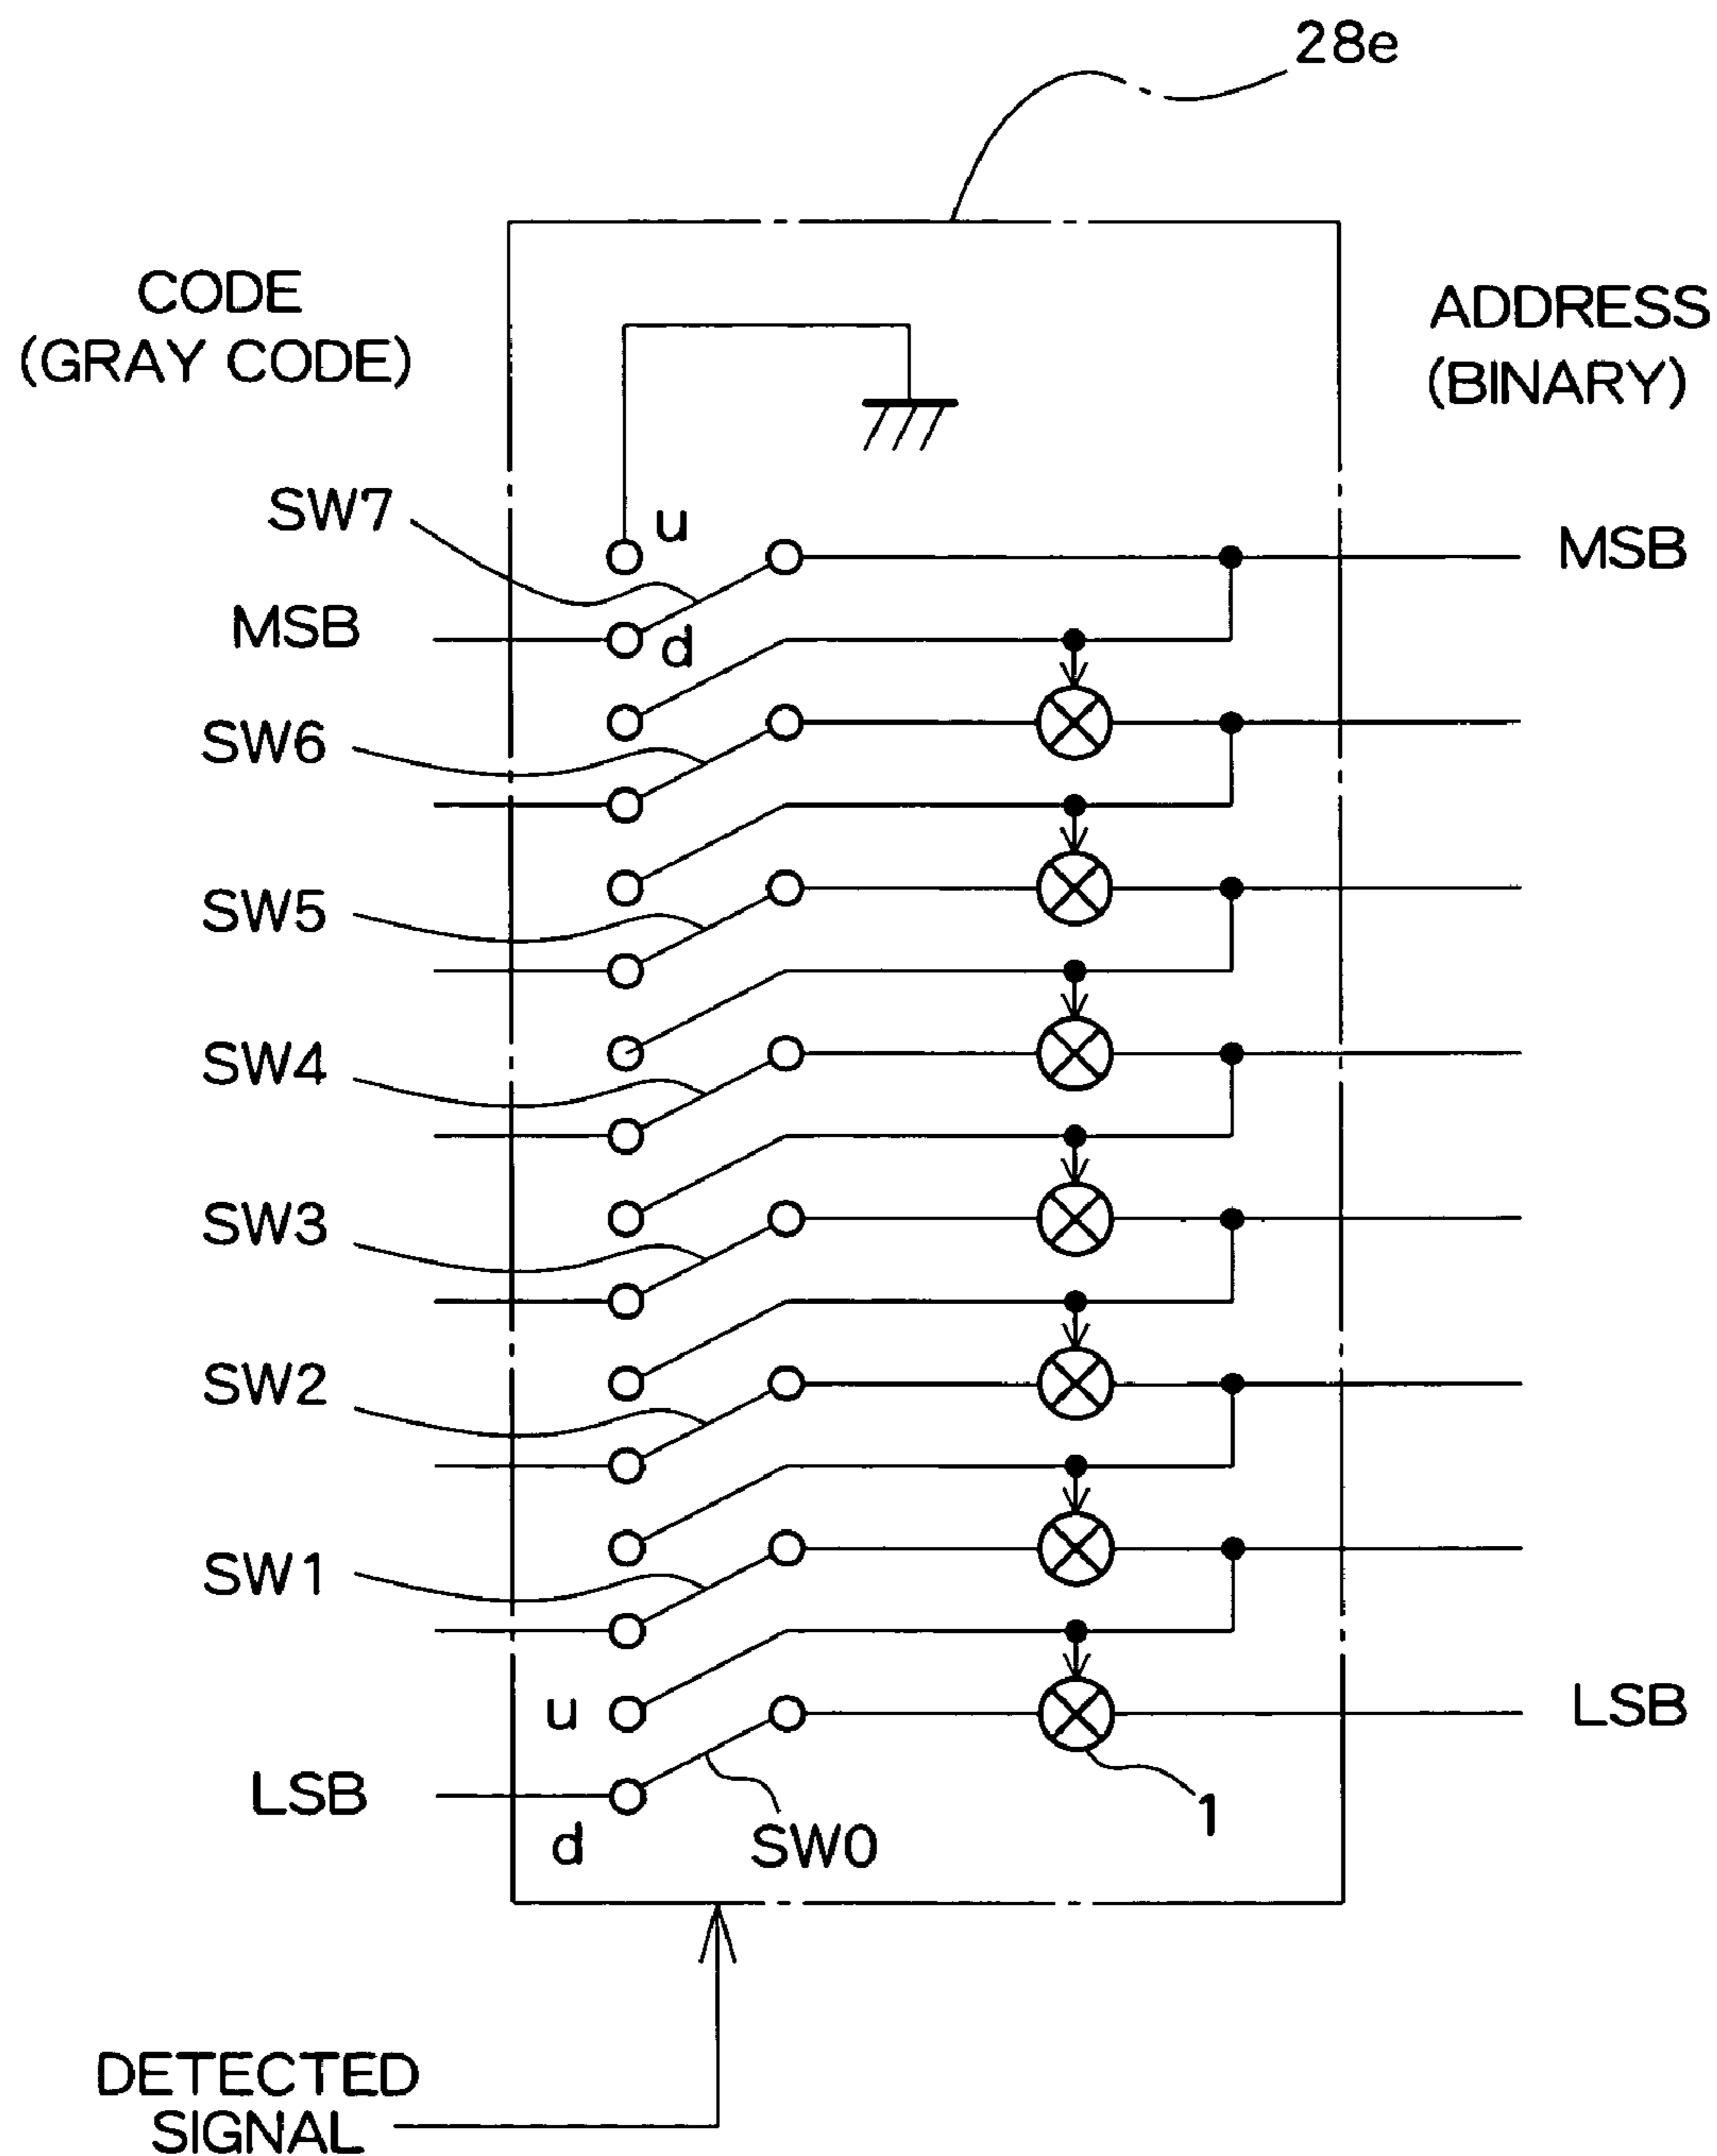 28e
CODE
(GRAY CODE)
ADDRESS
(BINARY)
SW7
u
MSB
MSB
d
SW6
SW5
SW4
SW3
SW2
SW1
u
LSB
LSB
d
SW0
1
DETECTED
SIGNAL